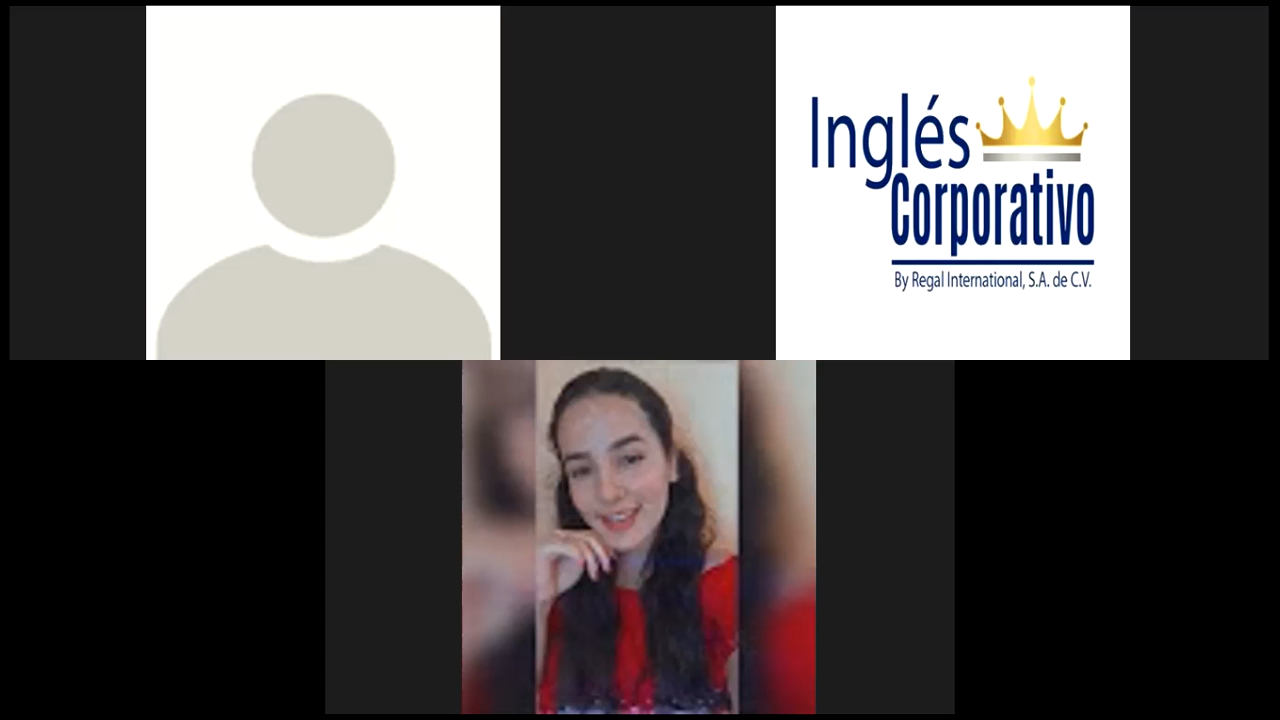 Inglés
Corporativo
By Regal International, S.A. de C.V.